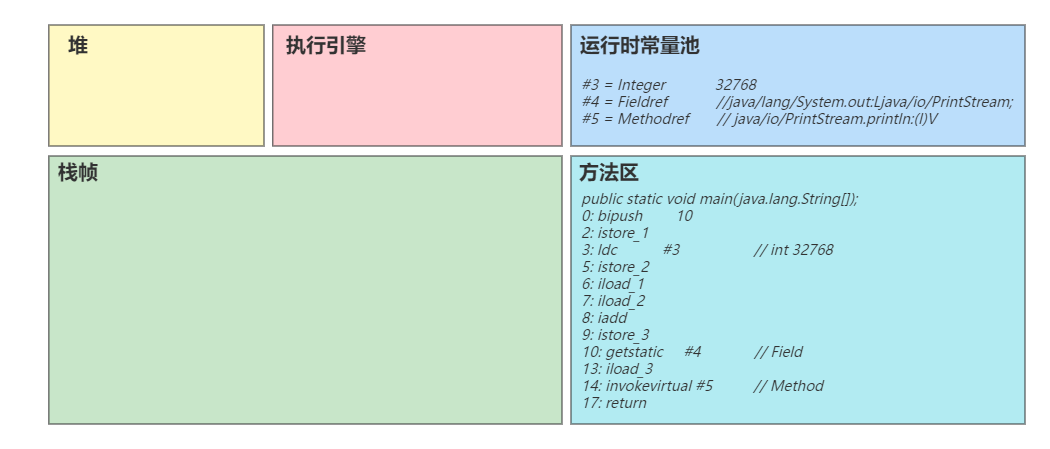 堆
执行引擎
运行时常量池
#3 = Integer 32768
#4 = Fieldref //java/lang/System.out:Ljava/io/PrintStream;
#5 = Methodref // java/io/PrintStream.println:(I)V
栈帧
方法区
public static void main(java.lang.String[]);
0: bipush 10
2: istore_1
3: ldc #3 // int 32768
5: istore_2
6: iload_1
7: iload_2
8: iadd
9: istore_3
10: getstatic #4 // Field
13: iload_3
14: invokevirtual #5 // Method
17: return